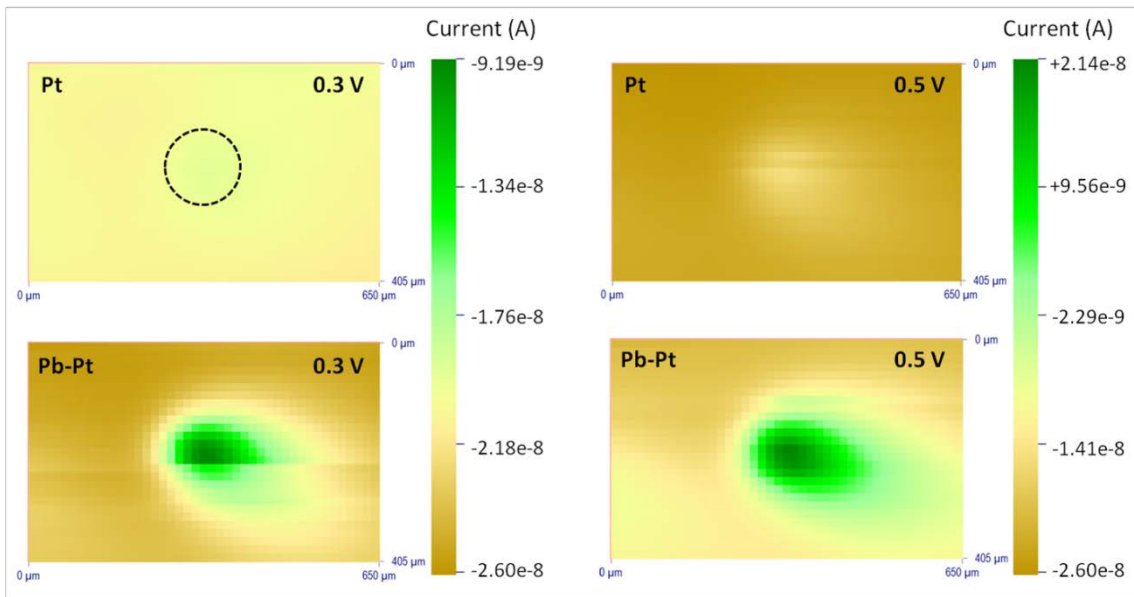 Current (A)
Pt 0.3 V
0 µm
405 µm
0 µm
650 µm
Pb-Pt 0.3 V
0 µm
405 µm
0 µm
650 µm
-9.19e-9
-1.34e-8
-1.76e-8
-2.18e-8
-2.60e-8
Current (A)
Pt 0.5 V
0 µm
405 µm
0 µm
650 µm
Pb-Pt 0.5 V
0 µm
405 µm
0 µm
650 µm
+2.14e-8
+9.56e-9
-2.29e-9
-1.41e-8
-2.60e-8